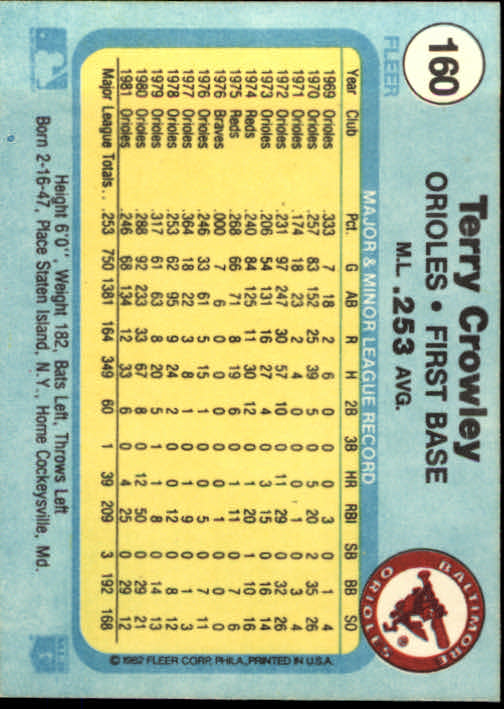 160
FLEER
Terry Crowley
ORIOLES • FIRST BASE
M.L. .253 AVG.
BALTIMORE ORIOLES
MAJOR & MINOR LEAGUE RECORD
Year Club Pct. G AB R H 2B 3B HR RBI SB BB SO
1969 Orioles .333 7 18 2 6 0 0 0 3 0 1 4
1970 Orioles .257 83 152 25 39 5 0 5 20 2 35 26
1971 Orioles .174 18 23 2 4 0 0 0 1 0 3 4
1972 Orioles .231 97 247 30 57 10 0 11 29 0 32 26
1973 Orioles .206 54 131 16 27 4 0 3 15 0 16 14
1974 Reds .240 84 125 11 30 12 0 1 20 1 10 16
1975 Reds .268 66 71 8 19 6 0 1 11 0 7 6
1976 Braves .000 7 6 0 0 0 0 0 1 0 0 1
1976 Orioles .246 33 61 5 15 1 0 0 5 0 7 11
1977 Orioles .364 18 22 3 8 1 0 1 9 0 1 2
1978 Orioles .253 62 95 9 24 2 0 0 12 0 8 12
1979 Orioles .317 61 63 8 20 5 1 1 8 0 14 13
1980 Orioles .288 92 233 33 67 8 0 12 50 0 29 21
1981 Orioles .246 68 134 12 33 6 0 4 25 0 29 12
Major League Totals... .253 750 1381 164 349 60 1 39 209 3 192 168
© 1982 FLEER CORP. PHILA., PRINTED IN U.S.A.
Height 6'0", Weight 182, Bats Left, Throws Left
Born 2-16-47, Place Staten Island, N.Y., Home Cockeysville, Md.